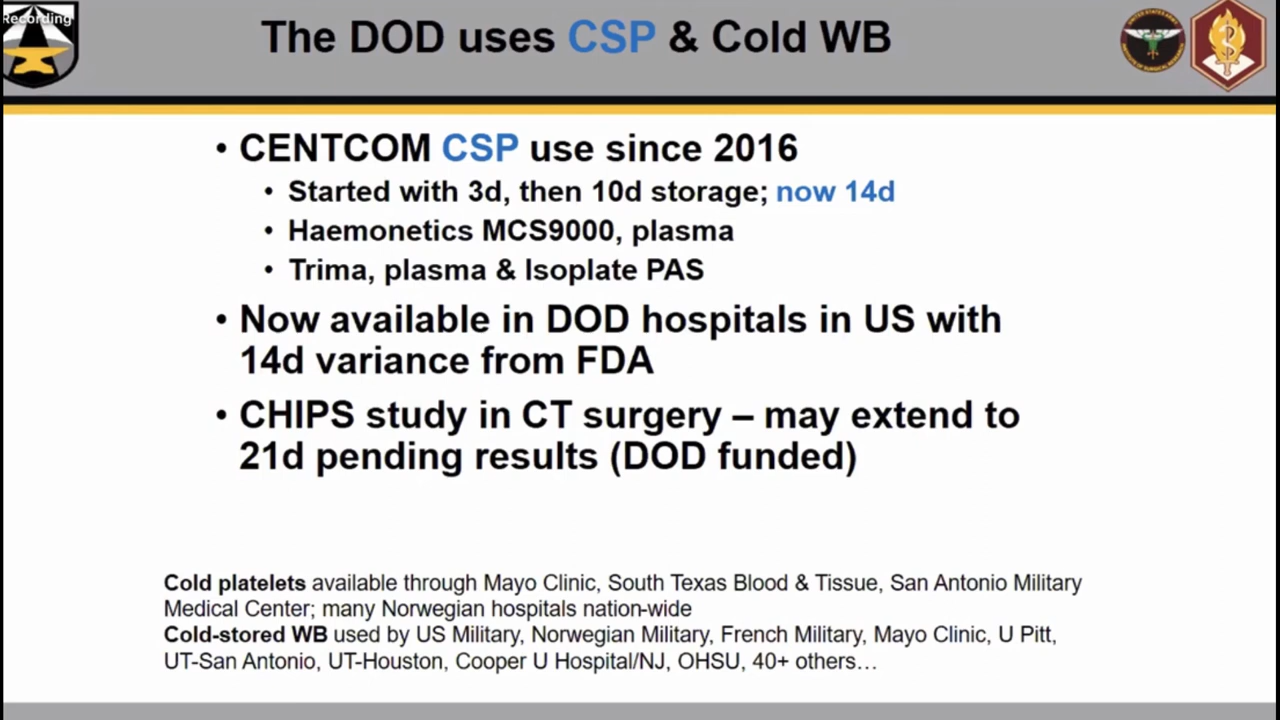 Recording
The DOD uses CSP & Cold WB
• CENTCOM CSP use since 2016
• Started with 3d, then 10d storage; now 14d
• Haemonetics MCS9000, plasma
• Trima, plasma & Isoplate PAS
• Now available in DOD hospitals in US with
14d variance from FDA
• CHIPS study in CT surgery – may extend to
21d pending results (DOD funded)
Cold platelets available through Mayo Clinic, South Texas Blood & Tissue, San Antonio Military
Medical Center; many Norwegian hospitals nation-wide
Cold-stored WB used by US Military, Norwegian Military, French Military, Mayo Clinic, U Pitt,
UT-San Antonio, UT-Houston, Cooper U Hospital/NJ, OHSU, 40+ others…